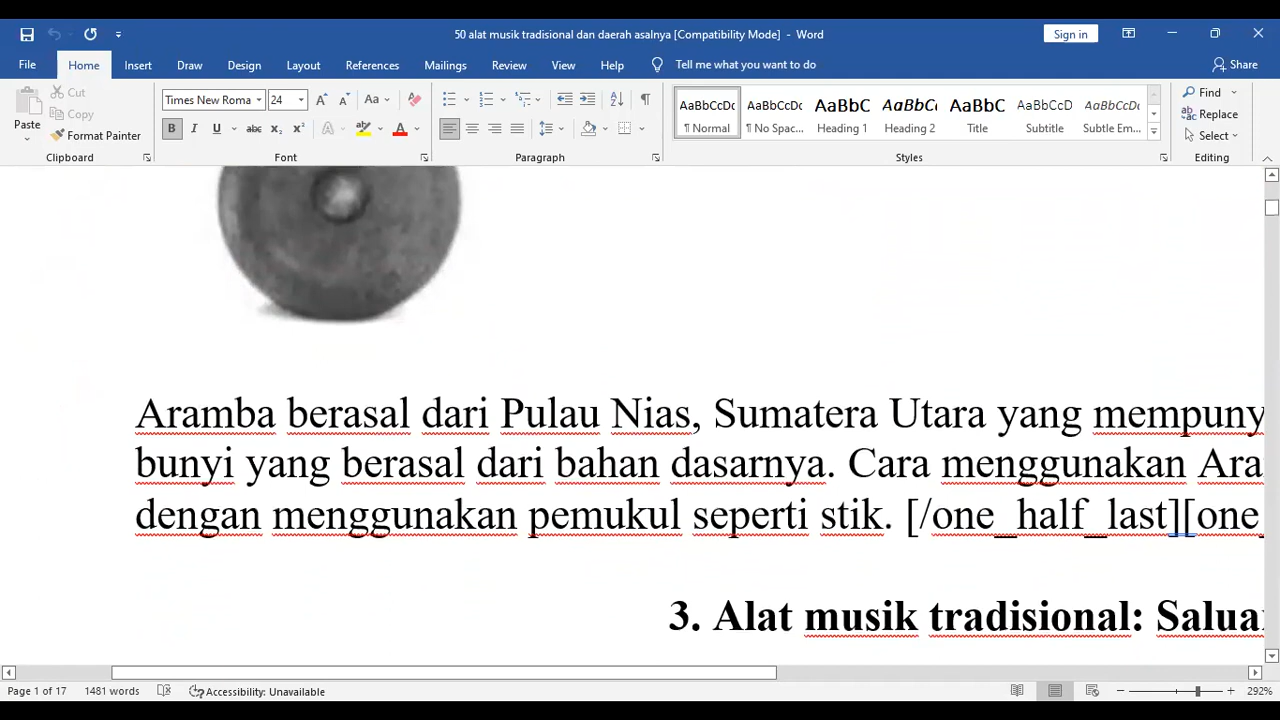 50 alat musik tradisional dan daerah asalnya [Compatibility Mode] - Word
Sign in
File Home Insert Draw Design Layout References Mailings Review View Help Tell me what you want to do Share
Paste
Cut
Copy
Format Painter
Clipboard
Times New Roma 24
Font
Paragraph
AaBbCcDc AaBbCcDc AaBbC AaBbCc AaBbC AaBbCcD AaBbCcDc
¶ Normal ¶ No Spac... Heading 1 Heading 2 Title Subtitle Subtle Em...
Styles
Find
Replace
Select
Editing
Aramba berasal dari Pulau Nias, Sumatera Utara yang mempuny
bunyi yang berasal dari bahan dasarnya. Cara menggunakan Ara
dengan menggunakan pemukul seperti stik. [/one_half_last][one_
3. Alat musik tradisional: Salua
Page 1 of 17 1481 words Accessibility: Unavailable 292%